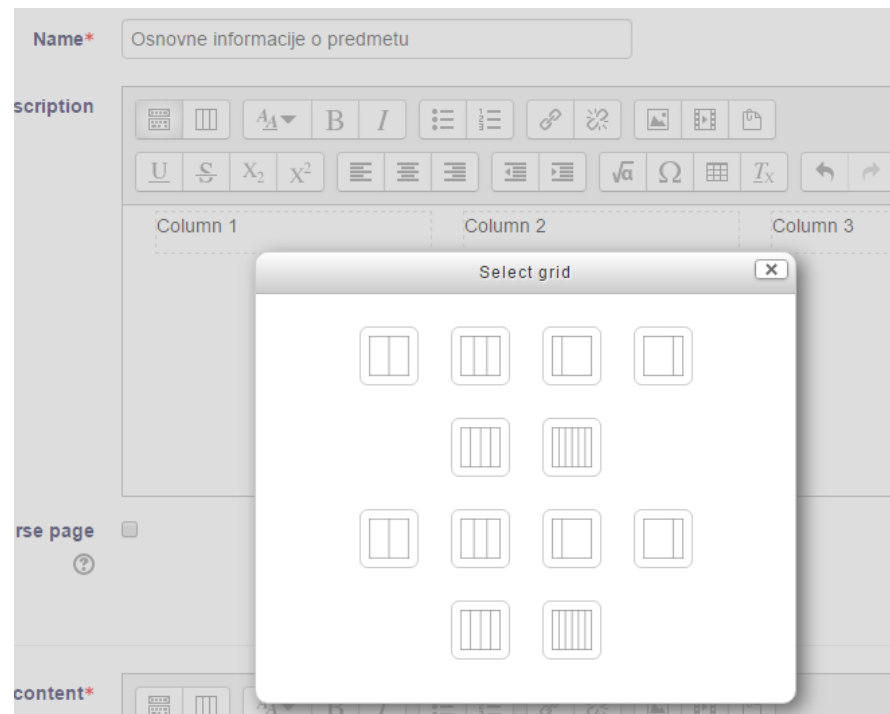 Name*
Osnovne informacije o predmetu
scription
Column 1
Column 2
Column 3
Select grid
rse page
content*